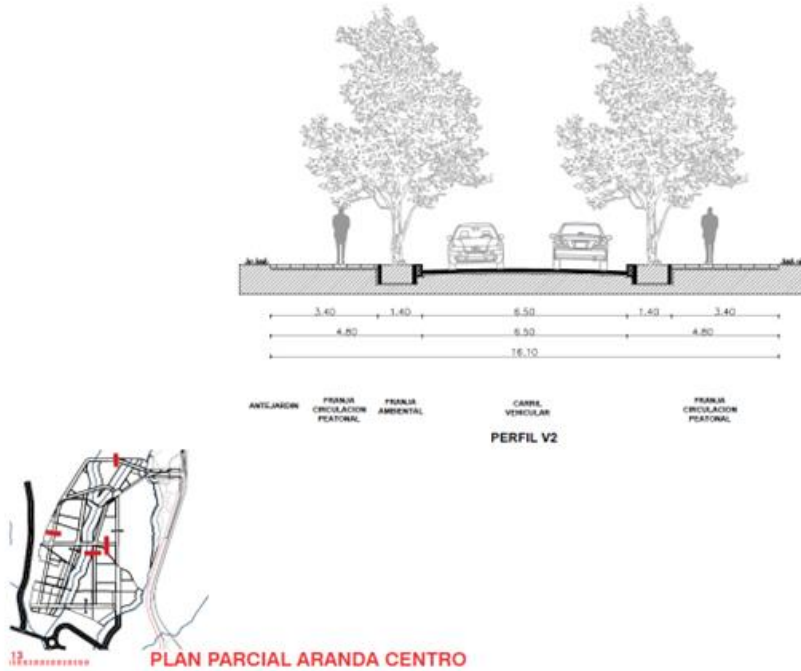 3.40 1.40 6.50 1.40 3.40
4.80 6.50 4.80
16.10
ANTEJARDIN
FRANJA
CIRCULACION
PEATONAL
FRANJA
AMBIENTAL
CARRIL
VEHICULAR
FRANJA
CIRCULACION
PEATONAL
PERFIL V2
13
PLAN PARCIAL ARANDA CENTRO